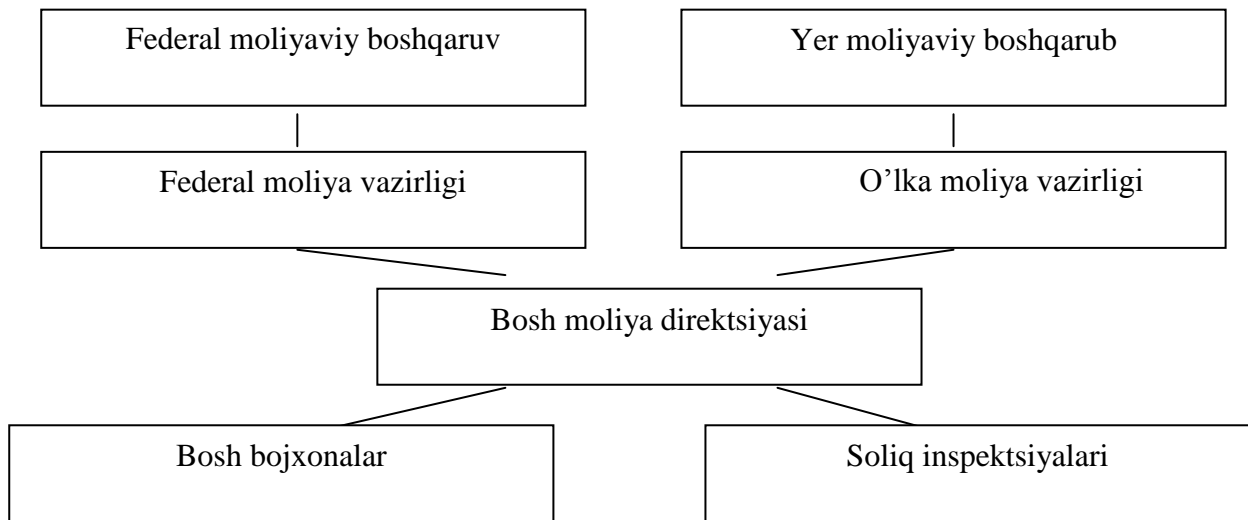 Federal moliyaviy boshqaruv
Yer moliyaviy boshqarub
Federal moliya vazirligi
O’lka moliya vazirligi
Bosh moliya direktsiyasi
Bosh bojxonalar
Soliq inspektsiyalari